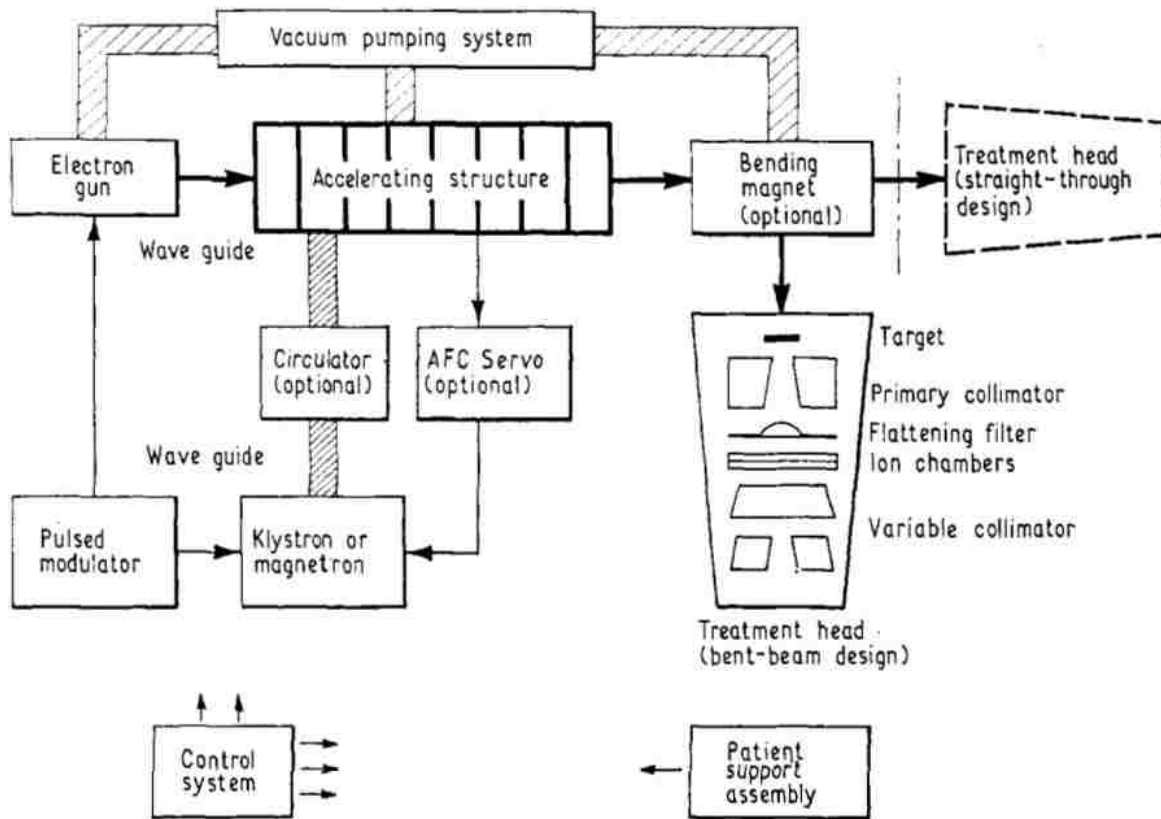 Vacuum pumping system
Electron
gun
Accelerating structure
Bending
magnet
(optional)
Treatment head
(straight-through
design)
Wave guide
Circulator
(optional)
AFC Servo
(optional)
Target
Primary collimator
Flattening filter
Ion chambers
Variable collimator
Wave guide
Pulsed
modulator
Klystron or
magnetron
Treatment head
(bent-beam design)
Control
system
Patient
support
assembly